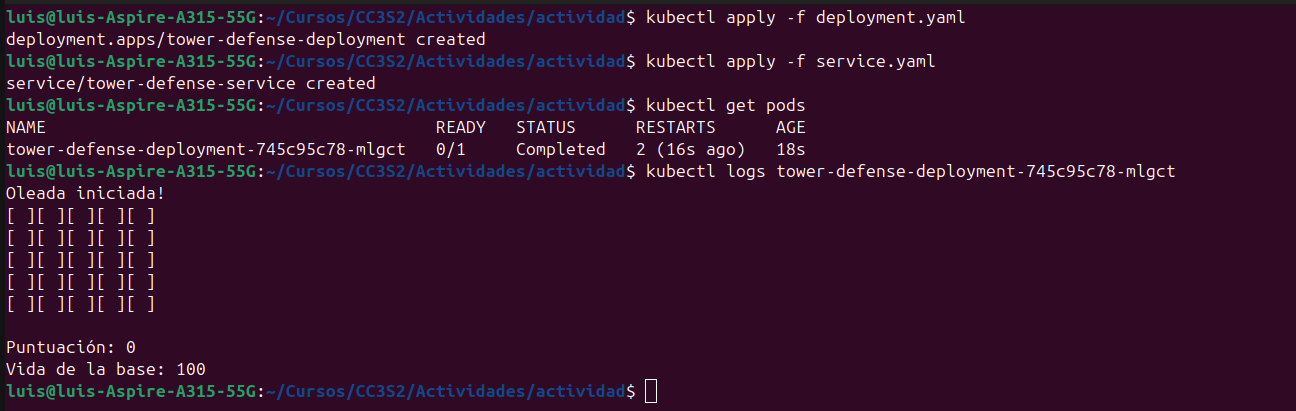 luis@luis-Aspire-A315-55G:~/Cursos/CC3S2/Actividades/actividad$ kubectl apply -f deployment.yaml
deployment.apps/tower-defense-deployment created
luis@luis-Aspire-A315-55G:~/Cursos/CC3S2/Actividades/actividad$ kubectl apply -f service.yaml
service/tower-defense-service created
luis@luis-Aspire-A315-55G:~/Cursos/CC3S2/Actividades/actividad$ kubectl get pods
NAME                                       READY   STATUS      RESTARTS      AGE
tower-defense-deployment-745c95c78-mlgct   0/1     Completed   2 (16s ago)   18s
luis@luis-Aspire-A315-55G:~/Cursos/CC3S2/Actividades/actividad$ kubectl logs tower-defense-deployment-745c95c78-mlgct
Oleada iniciada!
[ ][ ][ ][ ][ ]
[ ][ ][ ][ ][ ]
[ ][ ][ ][ ][ ]
[ ][ ][ ][ ][ ]
[ ][ ][ ][ ][ ]
Puntuación: 0
Vida de la base: 100
luis@luis-Aspire-A315-55G:~/Cursos/CC3S2/Actividades/actividad$